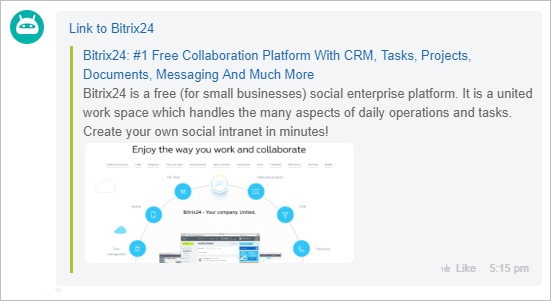 Link to Bitrix24
Bitrix24: #1 Free Collaboration Platform With CRM, Tasks, Projects,
Documents, Messaging And Much More
Bitrix24 is a free (for small businesses) social enterprise platform. It is a united
work space which handles the many aspects of daily operations and tasks.
Create your own social intranet in minutes!
Enjoy the way you work and collaborate
Bitrix24 - Your company. United.
Like 5:15 pm